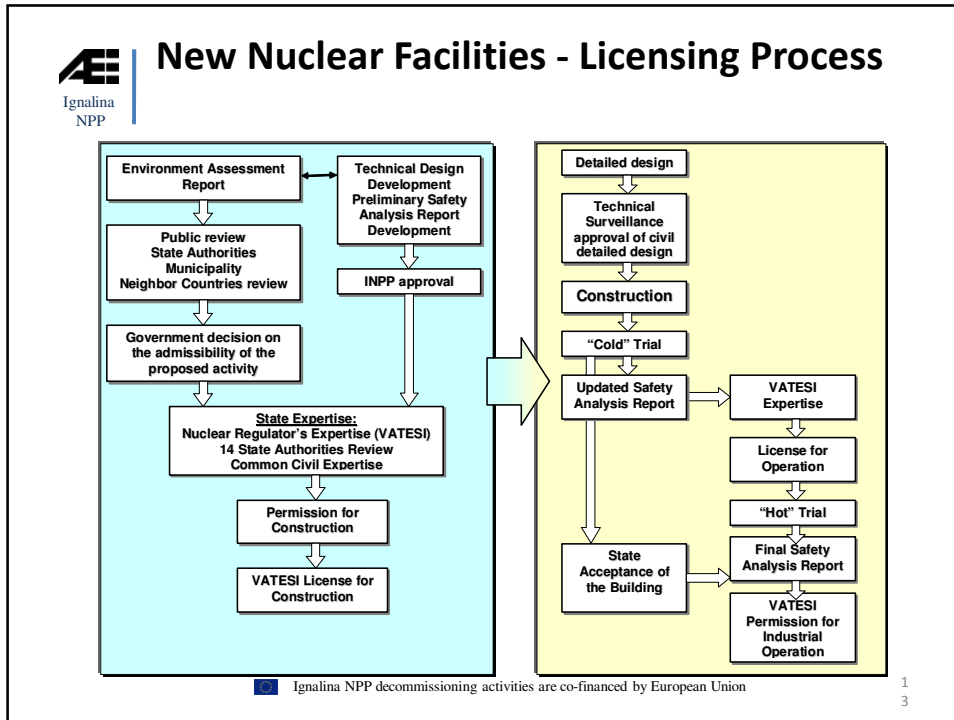 New Nuclear Facilities - Licensing Process
Ignalina
NPP
Environment Assessment
Report
Technical Design
Development
Preliminary Safety
Analysis Report
Development
Public review
State Authorities
Municipality
Neighbor Countries review
INPP approval
Government decision on
the admissibility of the
proposed activity
State Expertise:
Nuclear Regulator's Expertise (VATESI)
14 State Authorities Review
Common Civil Expertise
Permission for
Construction
VATESI License for
Construction
Detailed design
Technical
Surveillance
approval of civil
detailed design
Construction
“Cold” Trial
Updated Safety
Analysis Report
VATESI
Expertise
License for
Operation
“Hot” Trial
State
Acceptance of
the Building
Final Safety
Analysis Report
VATESI
Permission for
Industrial
Operation
Ignalina NPP decommissioning activities are co-financed by European Union
1
3